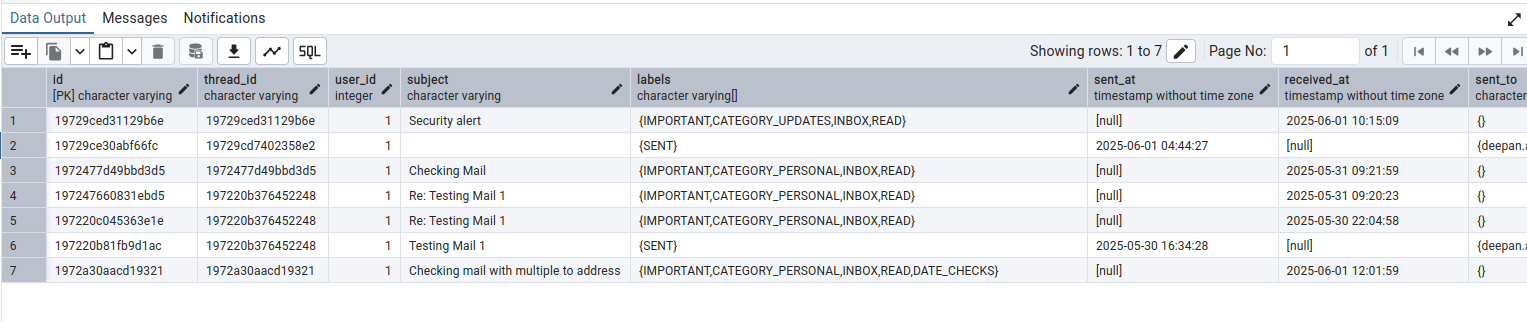 Data Output Messages Notifications
SQL Showing rows: 1 to 7 Page No: 1 of 1
id thread_id user_id subject labels sent_at received_at sent_to
[PK] character varying character varying integer character varying character varying[] timestamp without time zone timestamp without time zone character
1 19729ced31129b6e 19729ced31129b6e 1 Security alert {IMPORTANT,CATEGORY_UPDATES,INBOX,READ} [null] 2025-06-01 10:15:09 {}
2 19729ce30abf66fc 19729cd7402358e2 1 {SENT} 2025-06-01 04:44:27 [null] {deepan.a
3 1972477d49bbd3d5 1972477d49bbd3d5 1 Checking Mail {IMPORTANT,CATEGORY_PERSONAL,INBOX,READ} [null] 2025-05-31 09:21:59 {}
4 197247660831ebd5 197220b376452248 1 Re: Testing Mail 1 {IMPORTANT,CATEGORY_PERSONAL,INBOX,READ} [null] 2025-05-31 09:20:23 {}
5 197220c045363e1e 197220b376452248 1 Re: Testing Mail 1 {IMPORTANT,CATEGORY_PERSONAL,INBOX,READ} [null] 2025-05-30 22:04:58 {}
6 197220b81fb9d1ac 197220b376452248 1 Testing Mail 1 {SENT} 2025-05-30 16:34:28 [null] {deepan.a
7 1972a30aacd19321 1972a30aacd19321 1 Checking mail with multiple to address {IMPORTANT,CATEGORY_PERSONAL,INBOX,READ,DATE_CHECKS} [null] 2025-06-01 12:01:59 {}